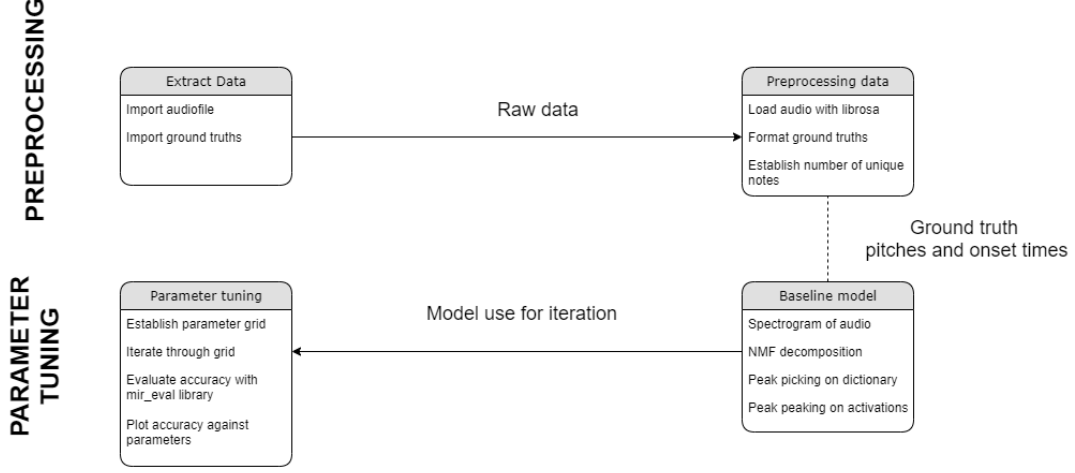 PREPROCESSING
Extract Data
Import audiofile
Import ground truths
Raw data
Preprocessing data
Load audio with librosa
Format ground truths
Establish number of unique
notes
Ground truth
pitches and onset times
PARAMETER
TUNING
Parameter tuning
Establish parameter grid
Iterate through grid
Evaluate accuracy with
mir_eval library
Plot accuracy against
parameters
Model use for iteration
Baseline model
Spectrogram of audio
NMF decomposition
Peak picking on dictionary
Peak peaking on activations